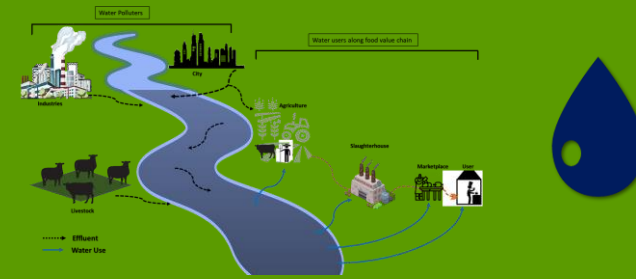 Water Polluters
Water users along food value chain
City
Industries
Agriculture
Slaughterhouse
Marketplace
User
Livestock
Effluent
Water Use